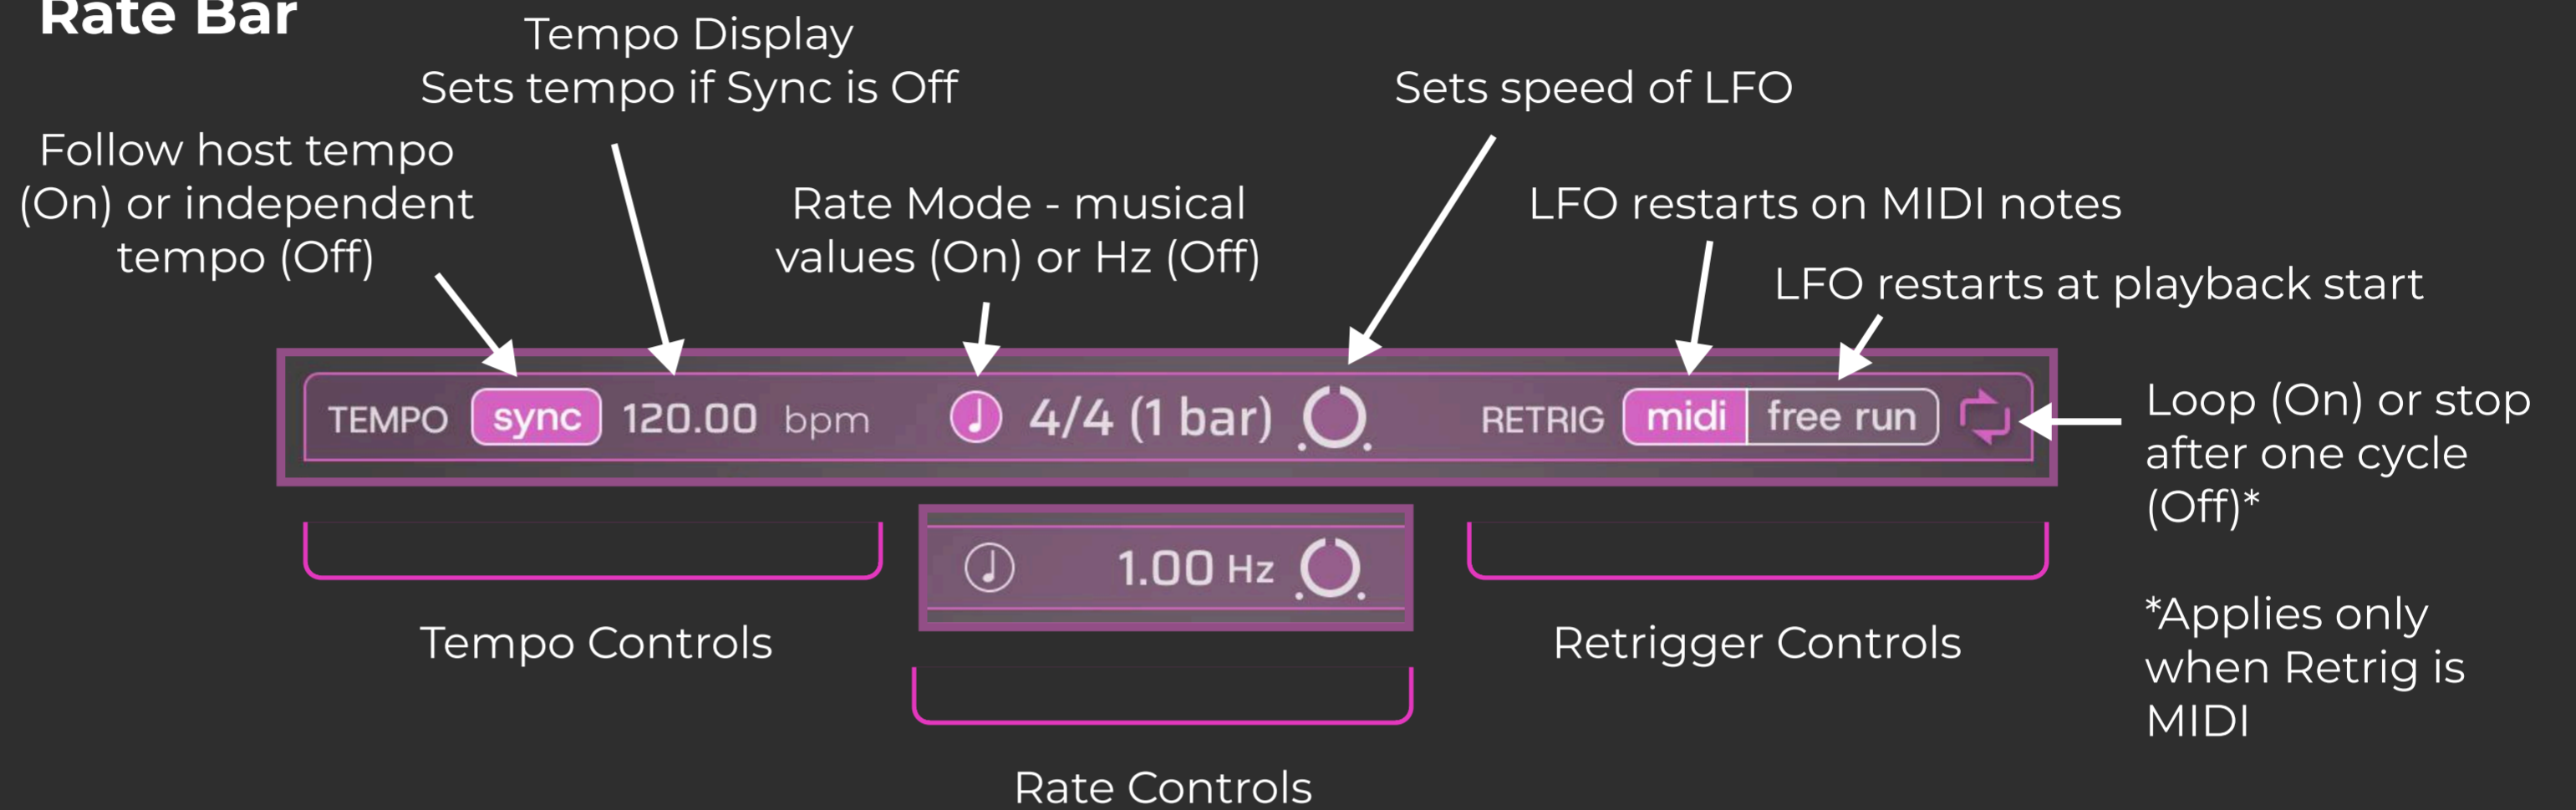 Rate Bar
Tempo Display
Sets tempo if Sync is Off
Sets speed of LFO
Follow host tempo
(On) or independent
tempo (Off)
Rate Mode - musical
values (On) or Hz (Off)
LFO restarts on MIDI notes
LFO restarts at playback start
TEMPO sync 120.00 bpm 4/4 (1 bar) RETRIG midi free run
Loop (On) or stop
after one cycle
(Off)*
1.00 Hz
*Applies only
when Retrig is
MIDI
Tempo Controls
Retrigger Controls
Rate Controls